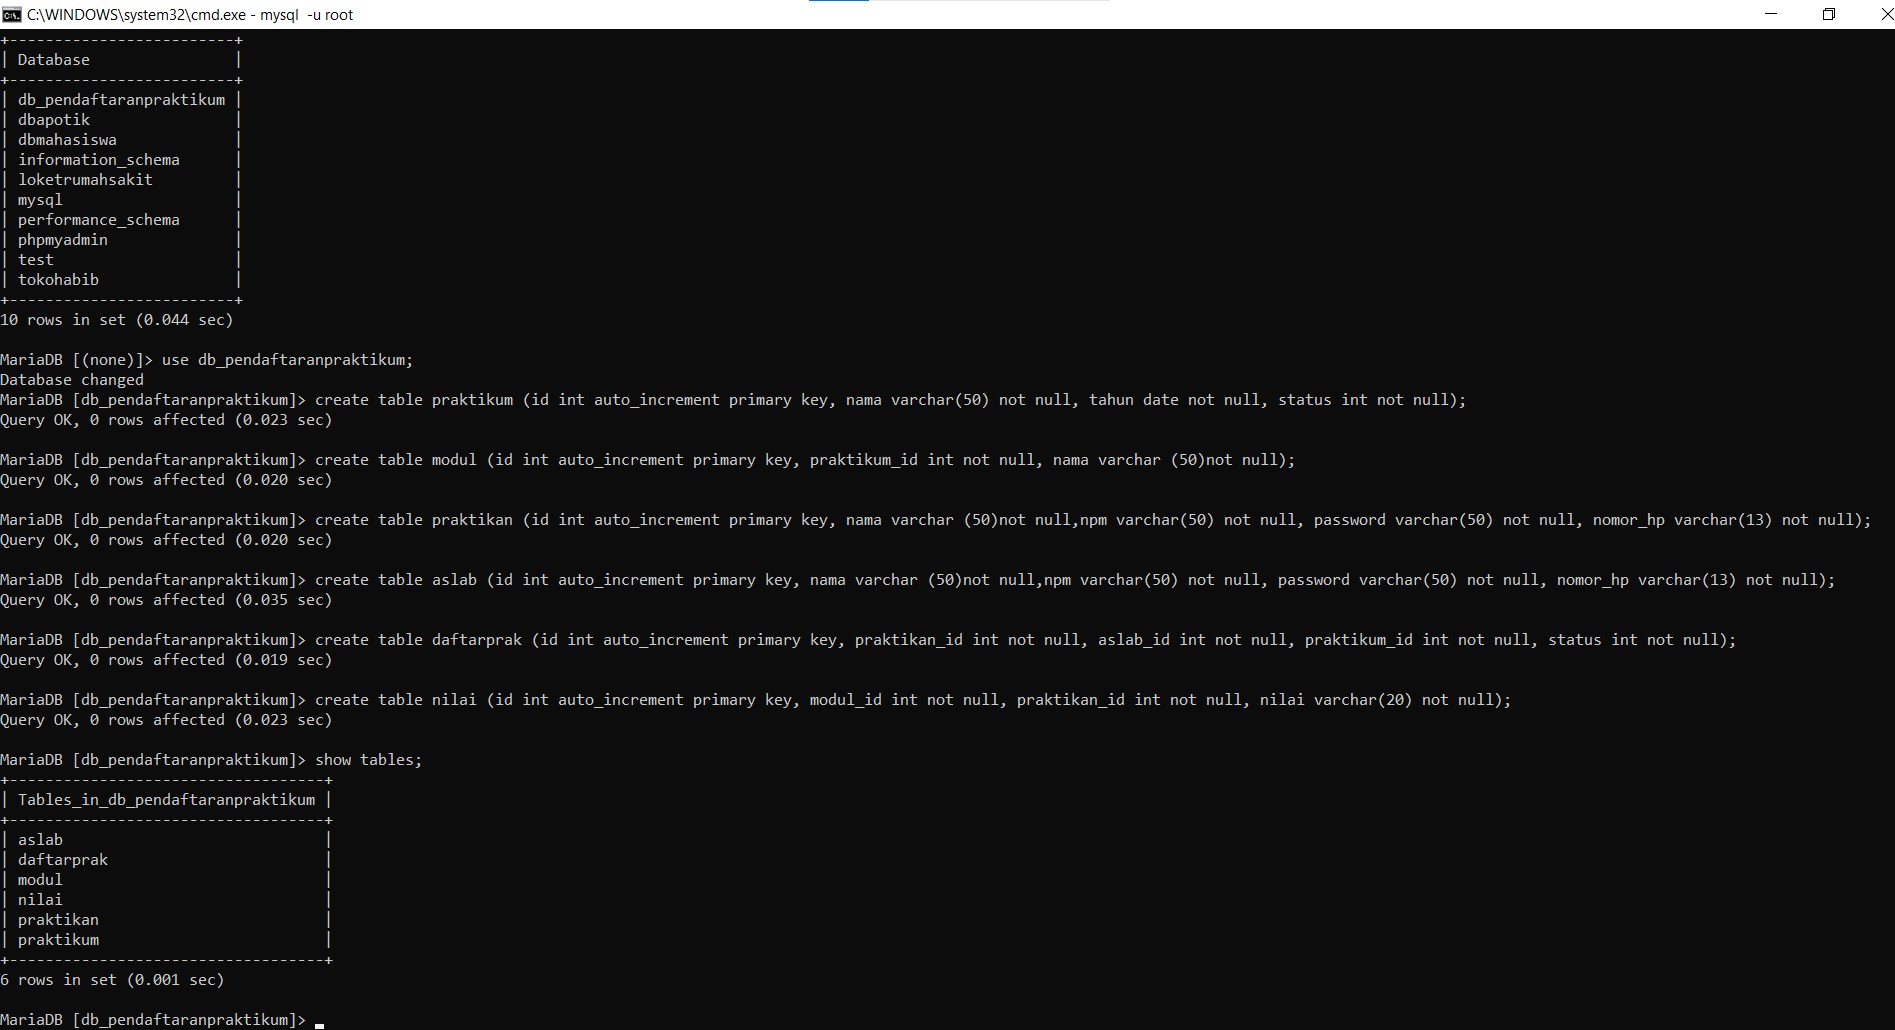 C:\WINDOWS\system32\cmd.exe - mysql  -u root
+-------------------------+
| Database                |
+-------------------------+
| db_pendaftaranpraktikum |
| dbapotik                |
| dbmahasiswa             |
| information_schema      |
| loketrumahsakit         |
| mysql                   |
| performance_schema      |
| phpmyadmin              |
| test                    |
| tokohabib               |
+-------------------------+
10 rows in set (0.044 sec)

MariaDB [(none)]> use db_pendaftaranpraktikum;
Database changed
MariaDB [db_pendaftaranpraktikum]> create table praktikum (id int auto_increment primary key, nama varchar(50) not null, tahun date not null, status int not null);
Query OK, 0 rows affected (0.023 sec)

MariaDB [db_pendaftaranpraktikum]> create table modul (id int auto_increment primary key, praktikum_id int not null, nama varchar (50)not null);
Query OK, 0 rows affected (0.020 sec)

MariaDB [db_pendaftaranpraktikum]> create table praktikan (id int auto_increment primary key, nama varchar (50)not null,npm varchar(50) not null, password varchar(50) not null, nomor_hp varchar(13) not null);
Query OK, 0 rows affected (0.020 sec)

MariaDB [db_pendaftaranpraktikum]> create table aslab (id int auto_increment primary key, nama varchar (50)not null,npm varchar(50) not null, password varchar(50) not null, nomor_hp varchar(13) not null);
Query OK, 0 rows affected (0.035 sec)

MariaDB [db_pendaftaranpraktikum]> create table daftarprak (id int auto_increment primary key, praktikan_id int not null, aslab_id int not null, praktikum_id int not null, status int not null);
Query OK, 0 rows affected (0.019 sec)

MariaDB [db_pendaftaranpraktikum]> create table nilai (id int auto_increment primary key, modul_id int not null, praktikan_id int not null, nilai varchar(20) not null);
Query OK, 0 rows affected (0.023 sec)

MariaDB [db_pendaftaranpraktikum]> show tables;
+-----------------------------------+
| Tables_in_db_pendaftaranpraktikum |
+-----------------------------------+
| aslab                             |
| daftarprak                        |
| modul                             |
| nilai                             |
| praktikan                         |
| praktikum                         |
+-----------------------------------+
6 rows in set (0.001 sec)

MariaDB [db_pendaftaranpraktikum]>